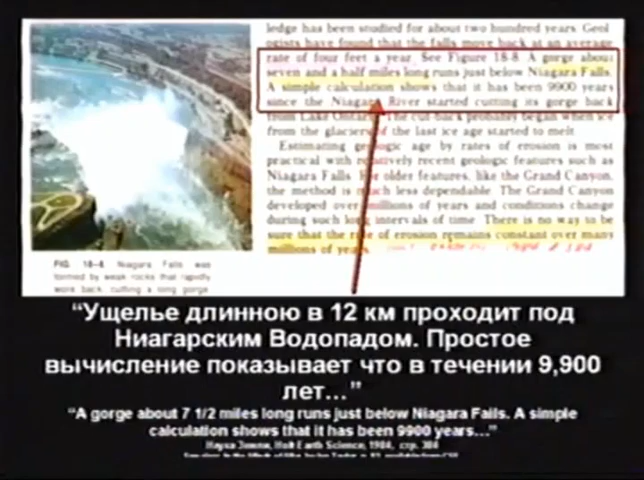 ledge has been studied for about two hundred years. Geol
ogists have found that the falls move back at an average
rate of four feet a year. See Figure 18-8. A gorge about
seven and a half miles long runs just below Niagara Falls.
A simple calculation shows that it has been 9900 years
since the Niagara River started cutting its gorge back
from Lake Ontario. The cut-back probably began when ice
from the glaciers of the last ice age started to melt.
Estimating geologic age by rates of erosion is most
practical with relatively recent geologic features such as
Niagara Falls. For older features, like the Grand Canyon,
the method is much less dependable. The Grand Canyon
developed over millions of years and conditions change
during such long intervals of time. There is no way to be
sure that the rate of erosion remains constant over many
millions of years.
FIG. 18-8. Niagara Falls was
formed by weak rocks that rapidly
wore back, cutting a long gorge
“Ущелье длинною в 12 км проходит под
Ниагарским Водопадом. Простое
вычисление показывает что в течении 9,900
лет...”
“A gorge about 7 1/2 miles long runs just below Niagara Falls. A simple
calculation shows that it has been 9900 years...”
Наука Земли, Holt Earth Science, 1984, стр. 384